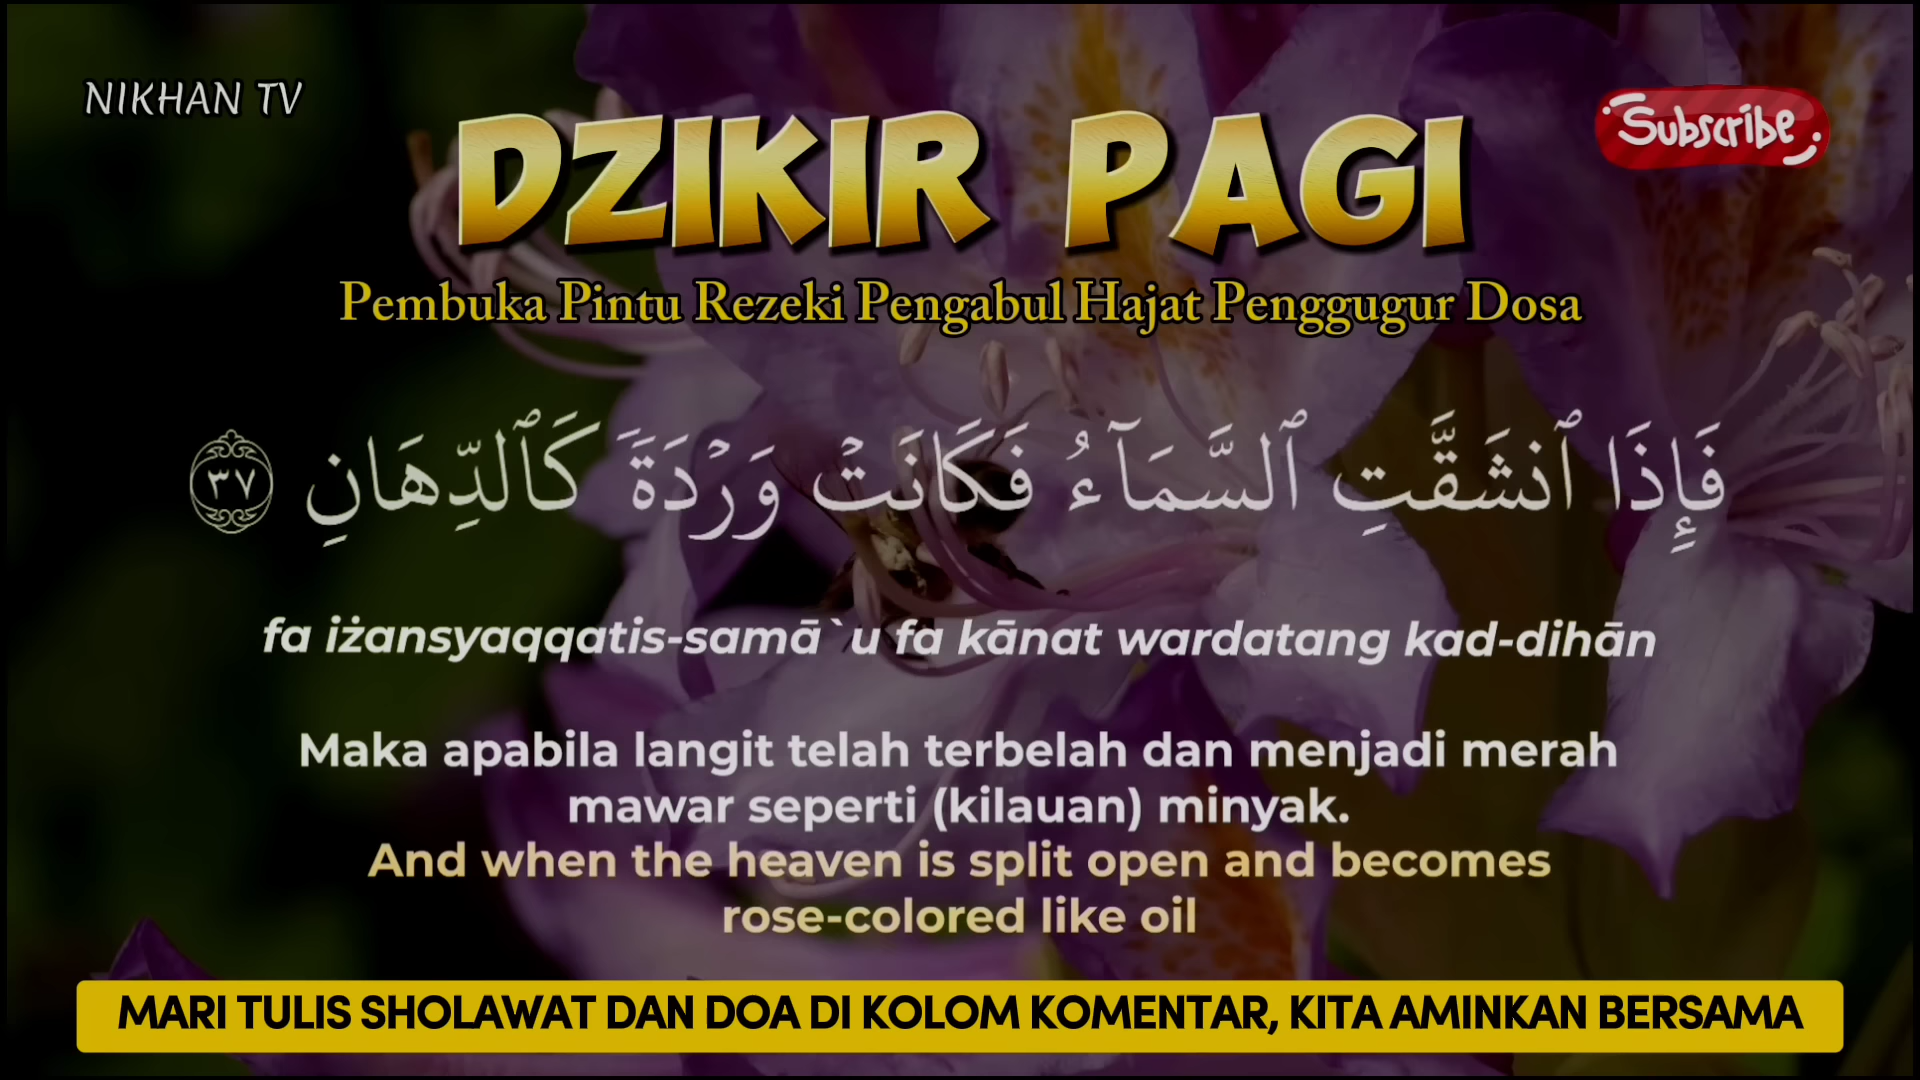 NIKHAN TV
Subscribe
DZIKIR PAGI
Pembuka Pintu Rezeki Pengabul Hajat Penggugur Dosa
فَإِذَا ٱنشَقَّتِ ٱلسَّمَآءُ فَكَانَتْ وَرْدَةً كَٱلدِّهَانِ ٣٧
fa iżansyaqqatis-samā`u fa kānat wardatang kad-dihān
Maka apabila langit telah terbelah dan menjadi merah
mawar seperti (kilauan) minyak.
And when the heaven is split open and becomes
rose-colored like oil
MARI TULIS SHOLAWAT DAN DOA DI KOLOM KOMENTAR, KITA AMINKAN BERSAMA